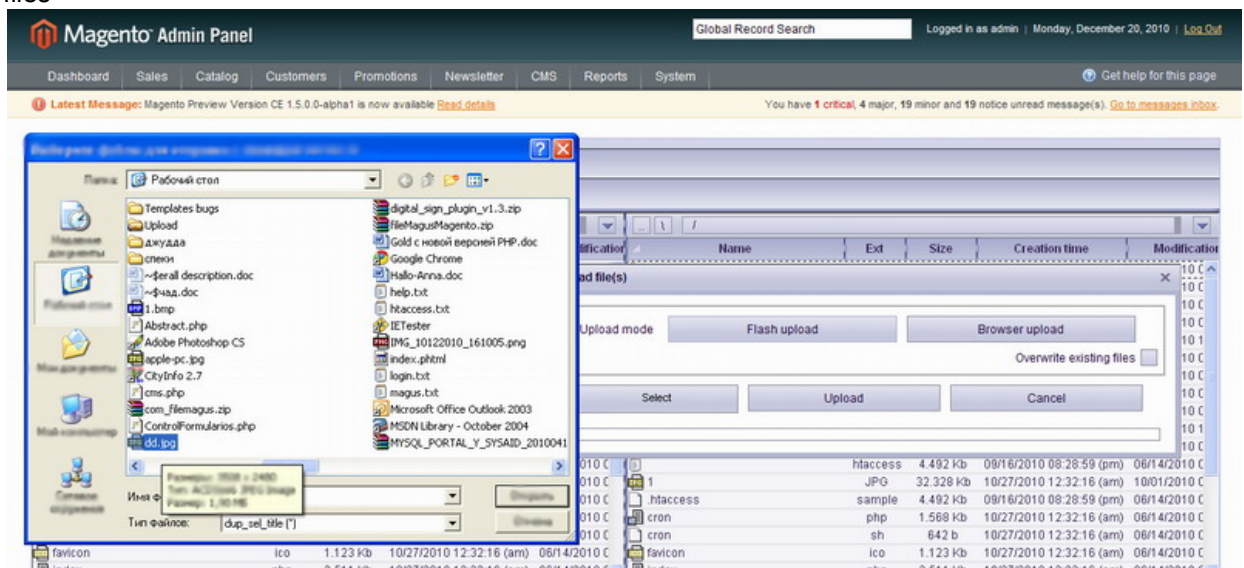 files
Magento Admin Panel
Global Record Search
Logged in as admin | Monday, December 20, 2010 | Log Out
Dashboard Sales Catalog Customers Promotions Newsletter CMS Reports System
Get help for this page
Latest Message: Magento Preview Version CE 1.5.0.0-alpha1 is now available Read details
You have 1 critical, 4 major, 19 minor and 19 notice unread message(s). Go to messages inbox.
Рабочий стол
Templates bugs
Upload
джудда
спеки
~$erall description.doc
~$чад.doc
1.bmp
Abstract.php
Adobe Photoshop CS
apple-pc.jpg
CityInfo 2.7
cms.php
com_filemagus.zip
ControlFormularios.php
dd.jpg
digital_sign_plugin_v1.3.zip
fileMagusMagento.zip
Gold с новой версией PHP.doc
Google Chrome
Hallo-Anna.doc
help.txt
htaccess.txt
IETester
IMG_10122010_161005.png
index.phtml
login.txt
magus.txt
Microsoft Office Outlook 2003
MSDN Library - October 2004
MYSQL_PORTAL_Y_SYSAID_2010041
Имя ф
Тип файлов: dup_sel_title (*)
.. \ /
Name Ext Size Creation time
ad file(s)
Upload mode Flash upload Browser upload
Overwrite existing files
Select Upload Cancel
htaccess 4.492 Kb 09/16/2010 08:28:59 (pm) 06/14/2010
1 JPG 32.328 Kb 10/27/2010 12:32:16 (am) 10/01/2010
.htaccess sample 4.492 Kb 09/16/2010 08:28:59 (pm) 06/14/2010
cron php 1.568 Kb 10/27/2010 12:32:16 (am) 06/14/2010
cron sh 642 b 10/27/2010 12:32:16 (am) 06/14/2010
favicon ico 1.123 Kb 10/27/2010 12:32:16 (am) 06/14/2010 favicon ico 1.123 Kb 10/27/2010 12:32:16 (am) 06/14/2010